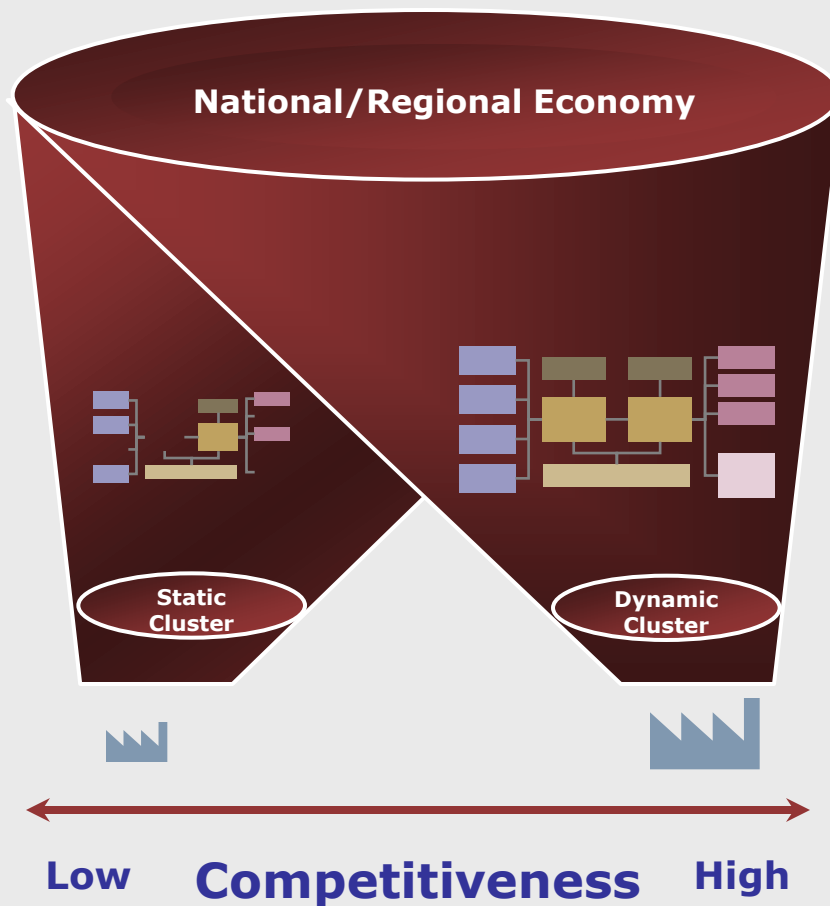 National/Regional Economy
Static
Cluster
Dynamic
Cluster
Low
Competitiveness
High